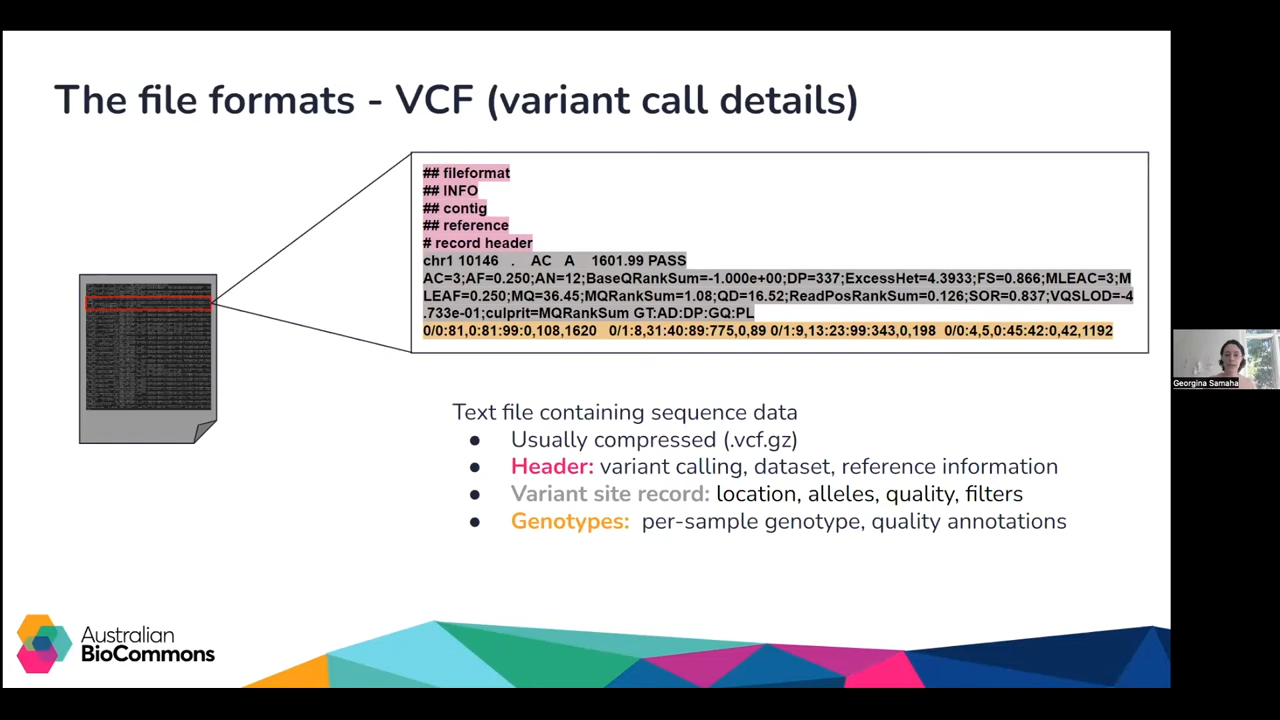 The file formats - VCF (variant call details)
## fileformat
## INFO
## contig
## reference
# record header
chr1 10146 . AC A 1601.99 PASS
AC=3;AF=0.250;AN=12;BaseQRankSum=-1.000e+00;DP=337;ExcessHet=4.3933;FS=0.866;MLEAC=3;M
LEAF=0.250;MQ=36.45;MQRankSum=1.08;QD=16.52;ReadPosRankSum=0.126;SOR=0.837;VQSLOD=-4
.733e-01;culprit=MQRankSum GT:AD:DP:GQ:PL
0/0:81,0:81:99:0,108,1620 0/1:8,31:40:89:775,0,89 0/1:9,13:23:99:343,0,198 0/0:4,5,0:45:42:0,42,1192
Text file containing sequence data
● Usually compressed (.vcf.gz)
● Header: variant calling, dataset, reference information
● Variant site record: location, alleles, quality, filters
● Genotypes: per-sample genotype, quality annotations
Australian
BioCommons
Georgina Samaha